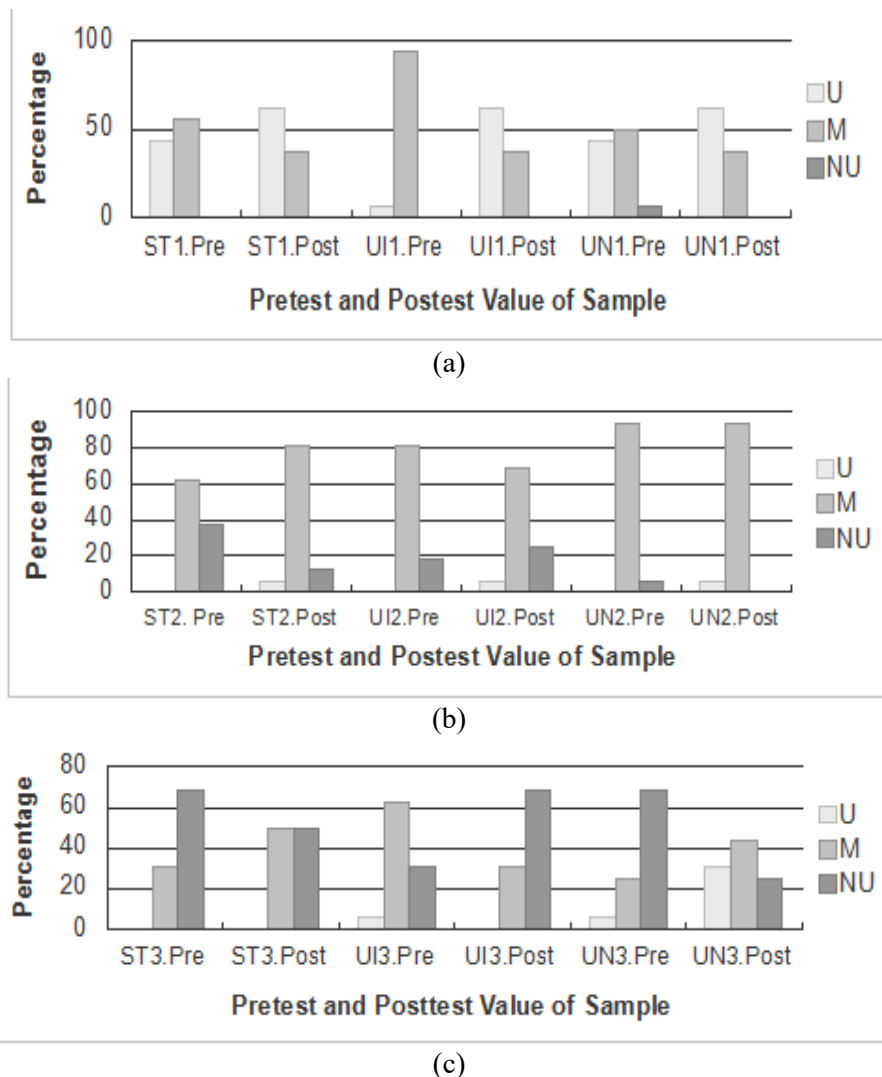 Percentage
100
50
0
U
M
NU
ST1.Pre ST1.Post UI1.Pre UI1.Post UN1.Pre UN1.Post
Pretest and Postest Value of Sample
(a)
Percentage
100
80
60
40
20
0
U
M
NU
ST2. Pre ST2.Post UI2.Pre UI2.Post UN2.Pre UN2.Post
Pretest and Postest Value of Sample
(b)
Percentage
80
60
40
20
0
U
M
NU
ST3.Pre ST3.Post UI3.Pre UI3.Post UN3.Pre UN3.Post
Pretest and Posttest Value of Sample
(c)